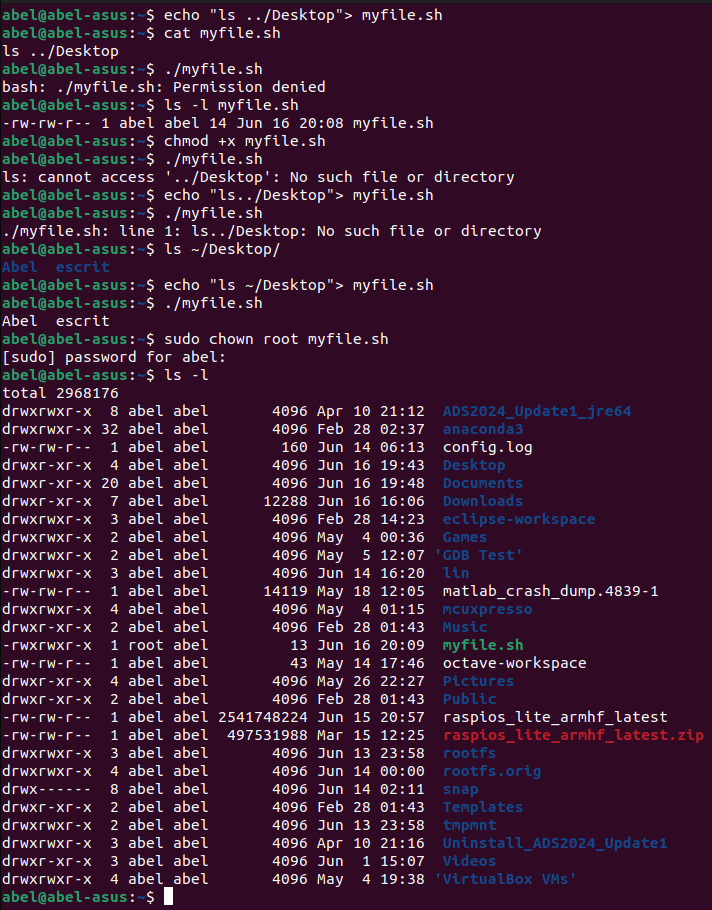 abel@abel-asus:~$ echo "ls ../Desktop"> myfile.sh
abel@abel-asus:~$ cat myfile.sh
ls ../Desktop
abel@abel-asus:~$ ./myfile.sh
bash: ./myfile.sh: Permission denied
abel@abel-asus:~$ ls -l myfile.sh
-rw-rw-r-- 1 abel abel 14 Jun 16 20:08 myfile.sh
abel@abel-asus:~$ chmod +x myfile.sh
abel@abel-asus:~$ ./myfile.sh
ls: cannot access '../Desktop': No such file or directory
abel@abel-asus:~$ echo "ls../Desktop"> myfile.sh
abel@abel-asus:~$ ./myfile.sh
./myfile.sh: line 1: ls../Desktop: No such file or directory
abel@abel-asus:~$ ls ~/Desktop/
Abel  escrit
abel@abel-asus:~$ echo "ls ~/Desktop"> myfile.sh
abel@abel-asus:~$ ./myfile.sh
Abel  escrit
abel@abel-asus:~$ sudo chown root myfile.sh
[sudo] password for abel:
abel@abel-asus:~$ ls -l
total 2968176
drwxrwxr-x  8 abel abel       4096 Apr 10 21:12  ADS2024_Update1_jre64
drwxrwxr-x 32 abel abel       4096 Feb 28 02:37  anaconda3
-rw-rw-r--  1 abel abel        160 Jun 14 06:13  config.log
drwxr-xr-x  4 abel abel       4096 Jun 16 19:43  Desktop
drwxr-xr-x 20 abel abel       4096 Jun 16 19:48  Documents
drwxr-xr-x  7 abel abel      12288 Jun 16 16:06  Downloads
drwxrwxr-x  3 abel abel       4096 Feb 28 14:23  eclipse-workspace
drwxrwxr-x  2 abel abel       4096 May  4 00:36  Games
drwxrwxr-x  2 abel abel       4096 May  5 12:07 'GDB Test'
drwxrwxr-x  3 abel abel       4096 Jun 14 16:20  lin
-rw-rw-r--  1 abel abel      14119 May 18 12:05  matlab_crash_dump.4839-1
drwxrwxr-x  4 abel abel       4096 May  4 01:15  mcuxpresso
drwxr-xr-x  2 abel abel       4096 Feb 28 01:43  Music
-rwxrwxr-x  1 root abel         13 Jun 16 20:09  myfile.sh
-rw-rw-r--  1 abel abel         43 May 14 17:46  octave-workspace
drwxr-xr-x  4 abel abel       4096 May 26 22:27  Pictures
drwxr-xr-x  2 abel abel       4096 Feb 28 01:43  Public
-rw-rw-r--  1 abel abel 2541748224 Jun 15 20:57  raspios_lite_armhf_latest
-rw-rw-r--  1 abel abel  497531988 Mar 15 12:25  raspios_lite_armhf_latest.zip
drwxrwxr-x  3 abel abel       4096 Jun 13 23:58  rootfs
drwxrwxr-x  4 abel abel       4096 Jun 14 00:00  rootfs.orig
drwx------  8 abel abel       4096 Jun 14 02:11  snap
drwxr-xr-x  2 abel abel       4096 Feb 28 01:43  Templates
drwxrwxr-x  2 abel abel       4096 Jun 13 23:58  tmpmnt
drwxrwxr-x  3 abel abel       4096 Apr 10 21:16  Uninstall_ADS2024_Update1
drwxr-xr-x  3 abel abel       4096 Jun  1 15:07  Videos
drwxrwxr-x  4 abel abel       4096 May  4 19:38 'VirtualBox VMs'
abel@abel-asus:~$